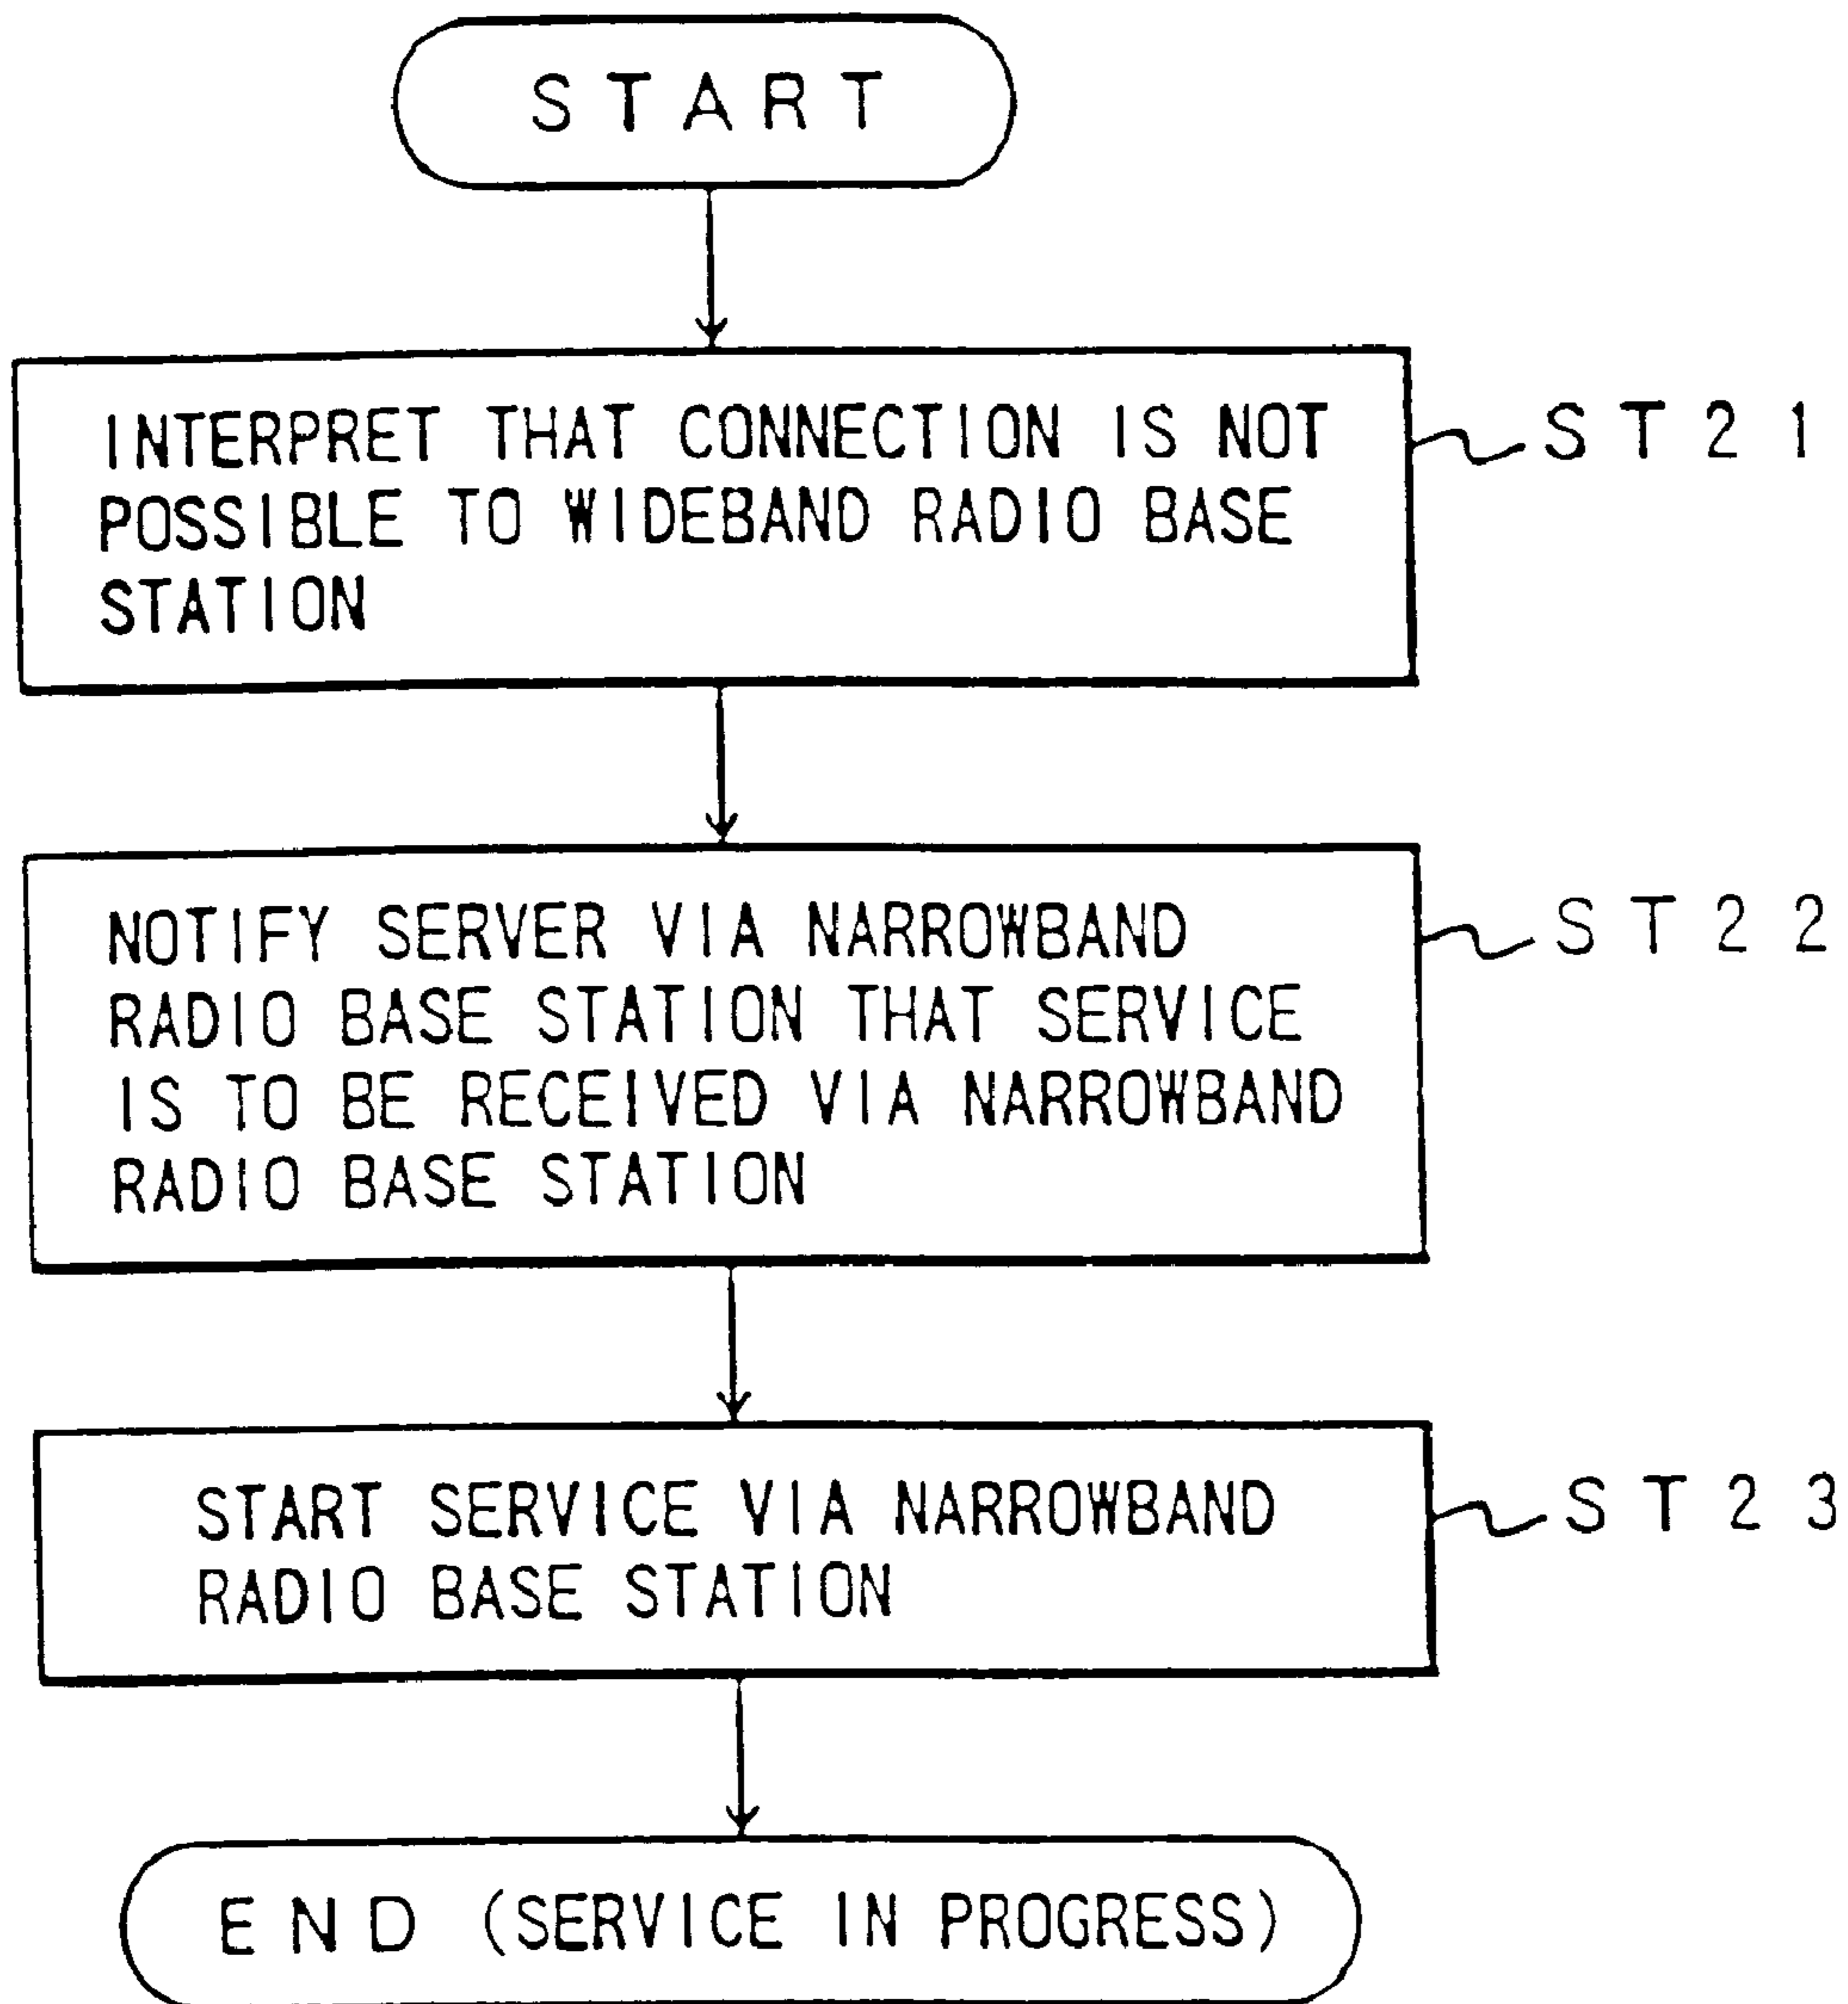 START
INTERPRET THAT CONNECTION IS NOT
POSSIBLE TO WIDEBAND RADIO BASE
STATION
ST21
NOTIFY SERVER VIA NARROWBAND
RADIO BASE STATION THAT SERVICE
IS TO BE RECEIVED VIA NARROWBAND
RADIO BASE STATION
ST22
START SERVICE VIA NARROWBAND
RADIO BASE STATION
ST23
END (SERVICE IN PROGRESS)